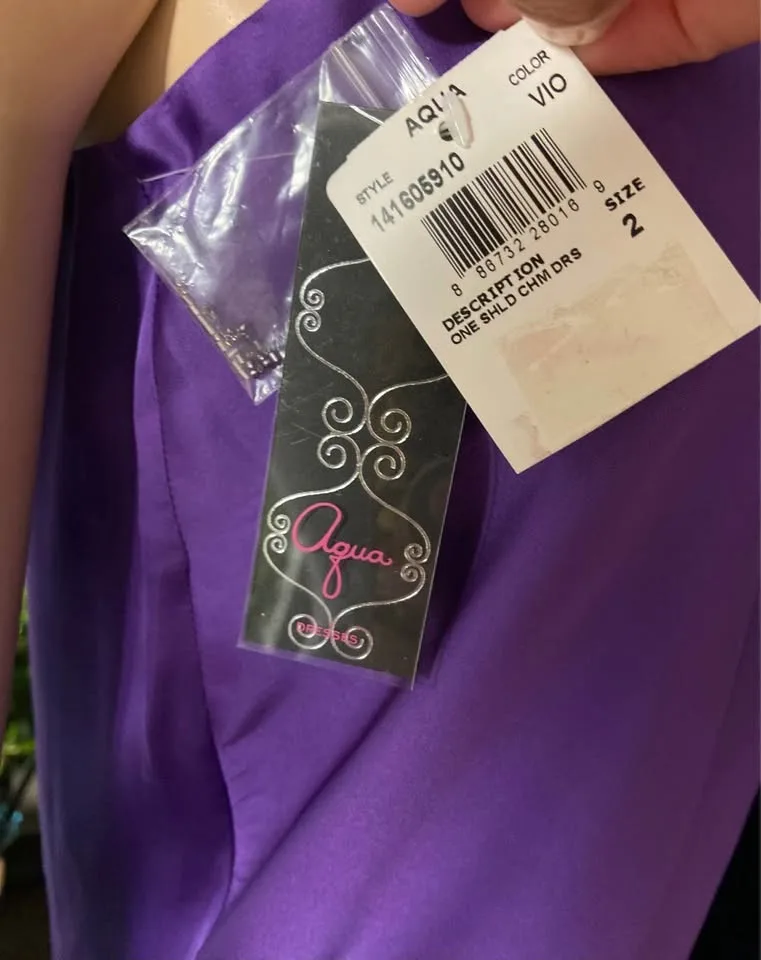 AQUA
COLOR
VIO
STYLE
141605910
8 86732 28016 9
SIZE
2
DESCRIPTION
ONE SHLD CHM DRS
Aqua
DRESSES